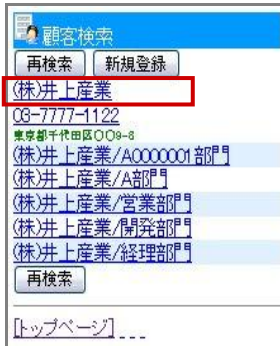 顧客検索
再検索 新規登録
(株)井上産業
03-7777-1122
東京都千代田区〇〇9-8
(株)井上産業/A0000001部門
(株)井上産業/A部門
(株)井上産業/営業部門
(株)井上産業/開発部門
(株)井上産業/経理部門
再検索
[トップページ]